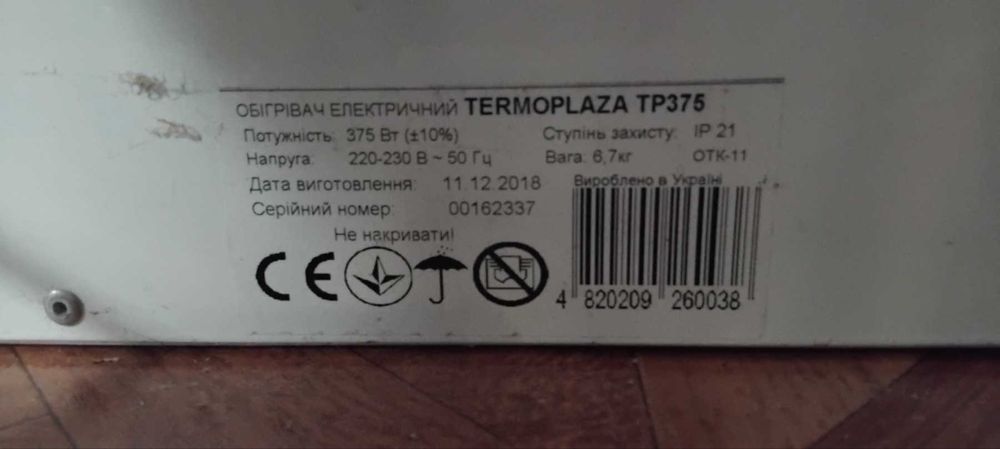 ОБІГРІВАЧ ЕЛЕКТРИЧНИЙ TERMOPLAZA TP375
Потужність: 375 Вт (±10%) Ступінь захисту: IP 21
Напруга: 220-230 В ~ 50 Гц Вага: 6,7кг ОТК-11
Дата виготовлення: 11.12.2018 Вироблено в Україні
Серійний номер: 00162337
Не накривати!
CE
4 820209 260038